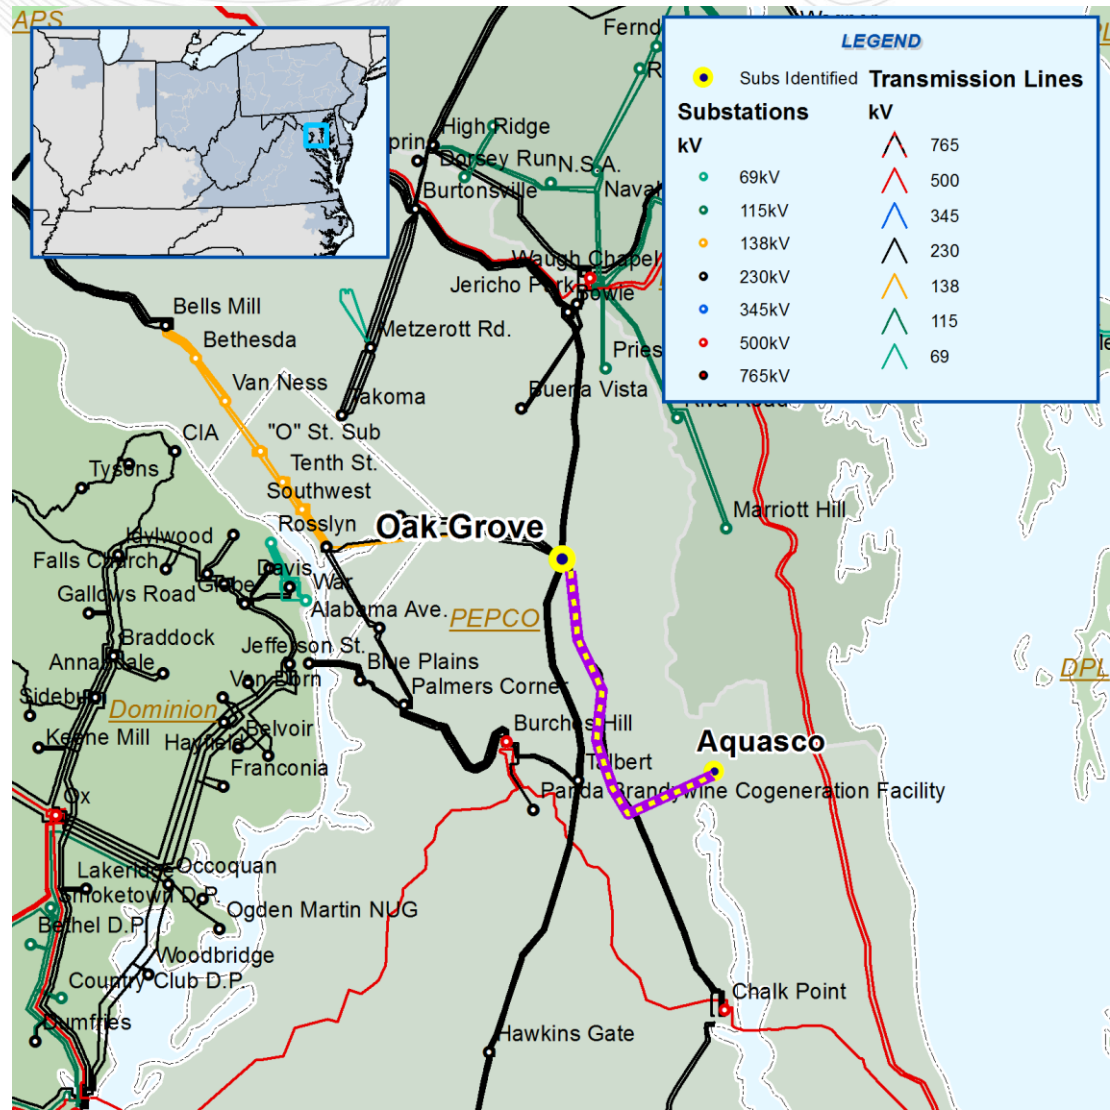 APS
LEGEND
Subs Identified
Substations
kV
69kV
115kV
138kV
230kV
345kV
500kV
765kV
Transmission Lines
kV
765
500
345
230
138
115
69
High Ridge
Dorsey Run
N.S.A.
Burtonsville
Waugh Chapel
Jericho Park
Bowie
Bells Mill
Bethesda
Metzerott Rd.
Van Ness
Takoma
Buena Vista
CIA
"O" St. Sub
Tysons
Tenth St.
Southwest
Marriott Hill
Rosslyn
Oak Grove
Idylwood
Falls Church
Davis
Glebe
War
Gallows Road
Alabama Ave.
PEPCO
Braddock
Jefferson St.
Annandale
Blue Plains
Van Dorn
DPL
Sideburn
Palmers Corner
Dominion
Burches Hill
Belvoir
Keene Mill
Hayfield
Aquasco
Franconia
Talbert
Ox
Panda Brandywine Cogeneration Facility
Lakeridge
Occoquan
Smoketown D.P.
Ogden Martin NUG
Bethel D.P.
Woodbridge
Country Club D.P
Chalk Point
Dumfries
Hawkins Gate